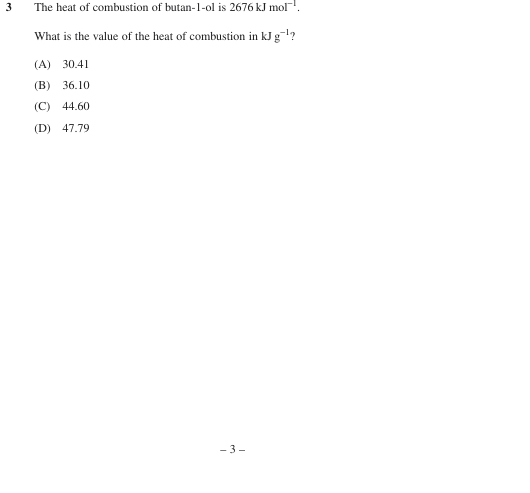 3 The heat of combustion of butan-1-ol is 2676 kJ mol⁻¹.
What is the value of the heat of combustion in kJ g⁻¹?
(A) 30.41
(B) 36.10
(C) 44.60
(D) 47.79
– 3 –